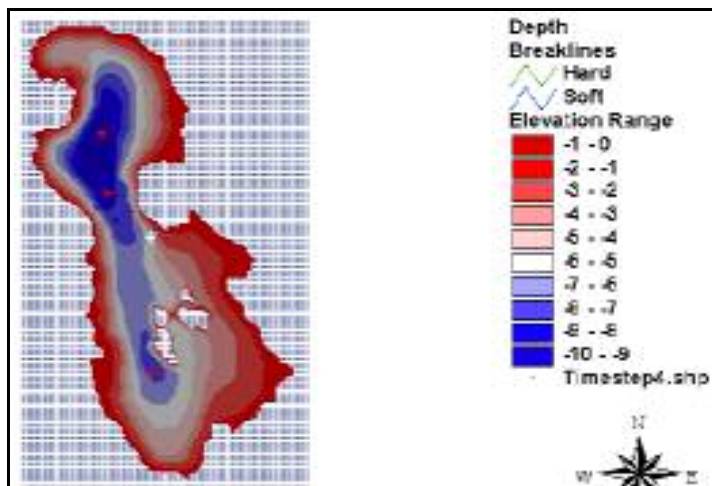 Depth
Breaklines
Hard
Soft
Elevation Range
-1 - 0
-2 - -1
-3 - -2
-4 - -3
-5 - -4
-6 - -5
-7 - -6
-8 - -7
-9 - -8
-10 - -9
Timestep4.shp
N
W
E